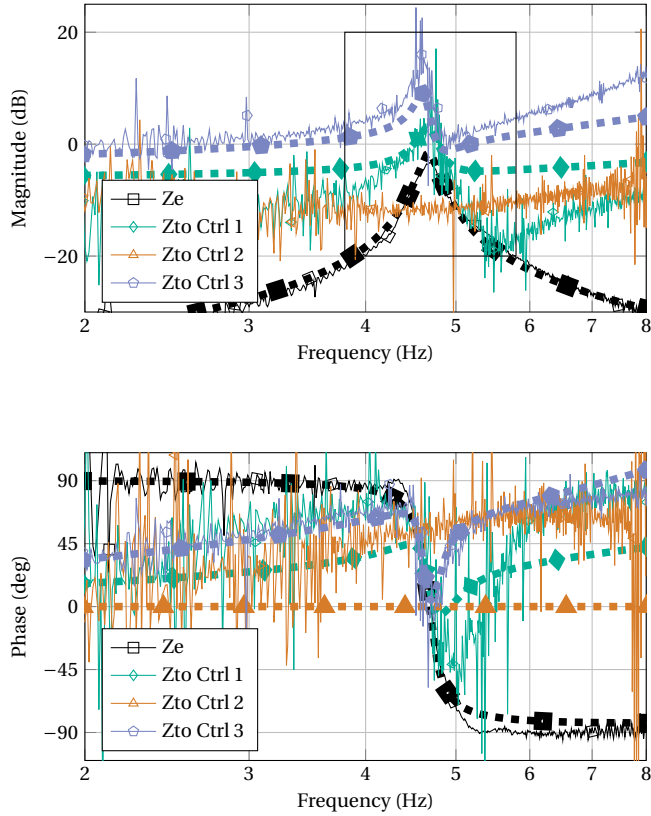 20
0
−20
Magnitude (dB)
Ze
Zto Ctrl 1
Zto Ctrl 2
Zto Ctrl 3
2 3 4 5 6 7 8
Frequency (Hz)
90
45
0
−45
−90
Phase (deg)
Ze
Zto Ctrl 1
Zto Ctrl 2
Zto Ctrl 3
2 3 4 5 6 7 8
Frequency (Hz)